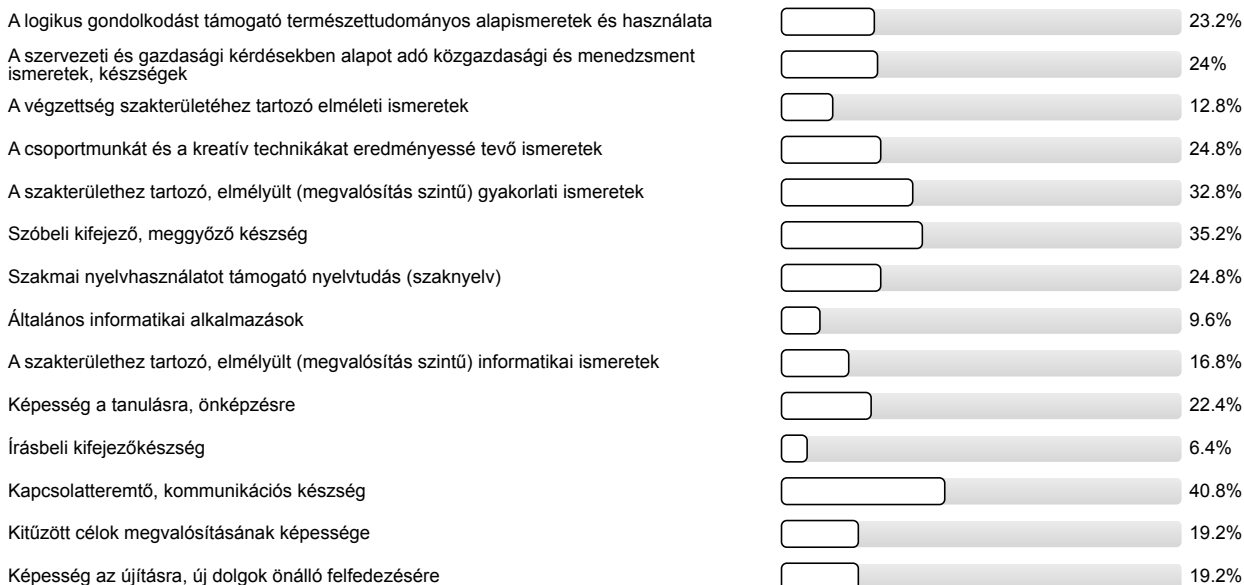 A logikus gondolkodást támogató természettudományos alapismeretek és használata 23.2%
A szervezeti és gazdasági kérdésekben alapot adó közgazdasági és menedzsment
ismeretek, készségek 24%
A végzettség szakterületéhez tartozó elméleti ismeretek 12.8%
A csoportmunkát és a kreatív technikákat eredményessé tevő ismeretek 24.8%
A szakterülethez tartozó, elmélyült (megvalósítás szintű) gyakorlati ismeretek 32.8%
Szóbeli kifejező, meggyőző készség 35.2%
Szakmai nyelvhasználatot támogató nyelvtudás (szaknyelv) 24.8%
Általános informatikai alkalmazások 9.6%
A szakterülethez tartozó, elmélyült (megvalósítás szintű) informatikai ismeretek 16.8%
Képesség a tanulásra, önképzésre 22.4%
Írásbeli kifejezőkészség 6.4%
Kapcsolatteremtő, kommunikációs készség 40.8%
Kitűzött célok megvalósításának képessége 19.2%
Képesség az újításra, új dolgok önálló felfedezésére 19.2%